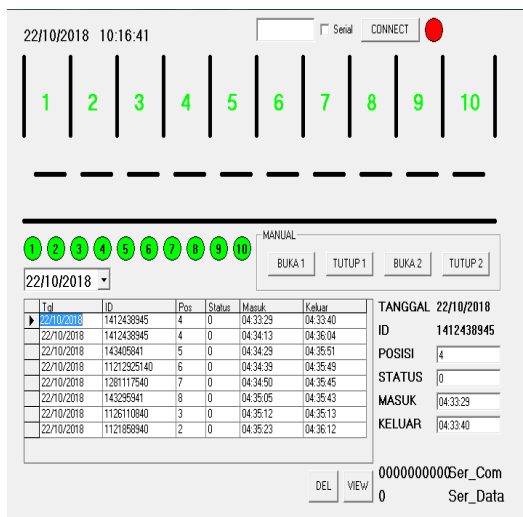 22/10/2018 10:16:41
Serial CONNECT
1 2 3 4 5 6 7 8 9 10
1 2 3 4 5 6 7 8 9 10
MANUAL
BUKA 1 TUTUP 1 BUKA 2 TUTUP 2
22/10/2018
Tgl ID Pos Status Masuk Keluar
22/10/2018 1412438945 4 0 04:33:29 04:33:40
22/10/2018 1412438945 4 0 04:34:13 04:36:04
22/10/2018 143405841 5 0 04:34:29 04:35:51
22/10/2018 11212925140 6 0 04:34:39 04:35:49
22/10/2018 1281117540 7 0 04:34:50 04:35:45
22/10/2018 143295941 8 0 04:35:05 04:35:43
22/10/2018 1126110840 3 0 04:35:12 04:35:13
22/10/2018 1121858940 2 0 04:35:23 04:36:12
TANGGAL 22/10/2018
ID 1412438945
POSISI 4
STATUS 0
MASUK 04:33:29
KELUAR 04:33:40
DEL VIEW
0000000000 Ser_Com
0 Ser_Data